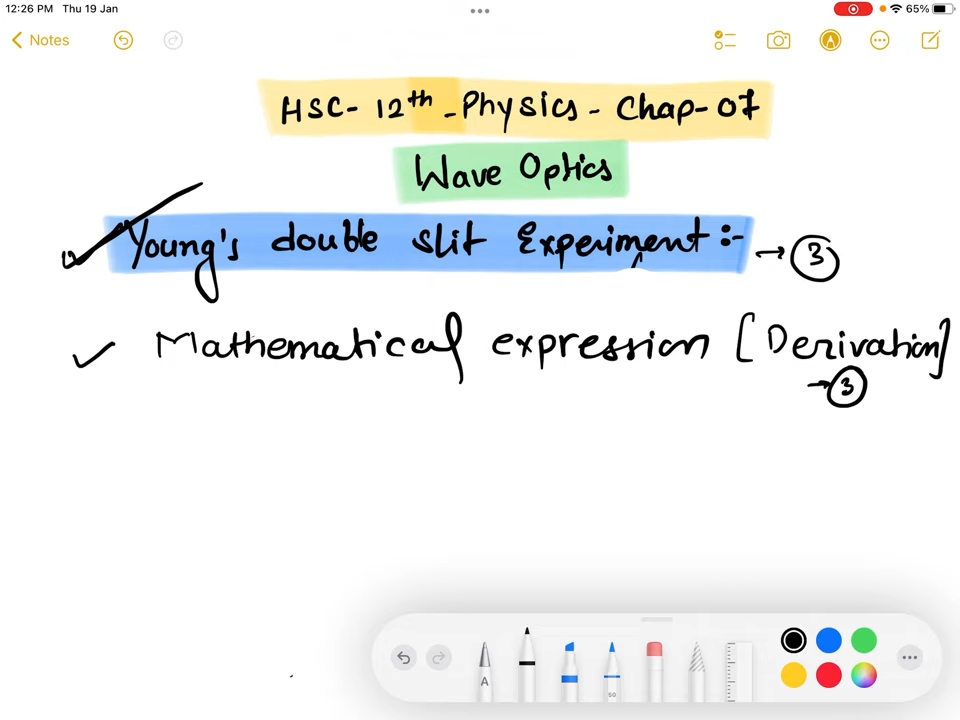 12:26 PM Thu 19 Jan
65%
Notes
HSC- 12th - Physics - Chap-07
Wave Optics
Young's double slit Experiment :- → 3
Mathematical expression [Derivation]
→ 3
A
50